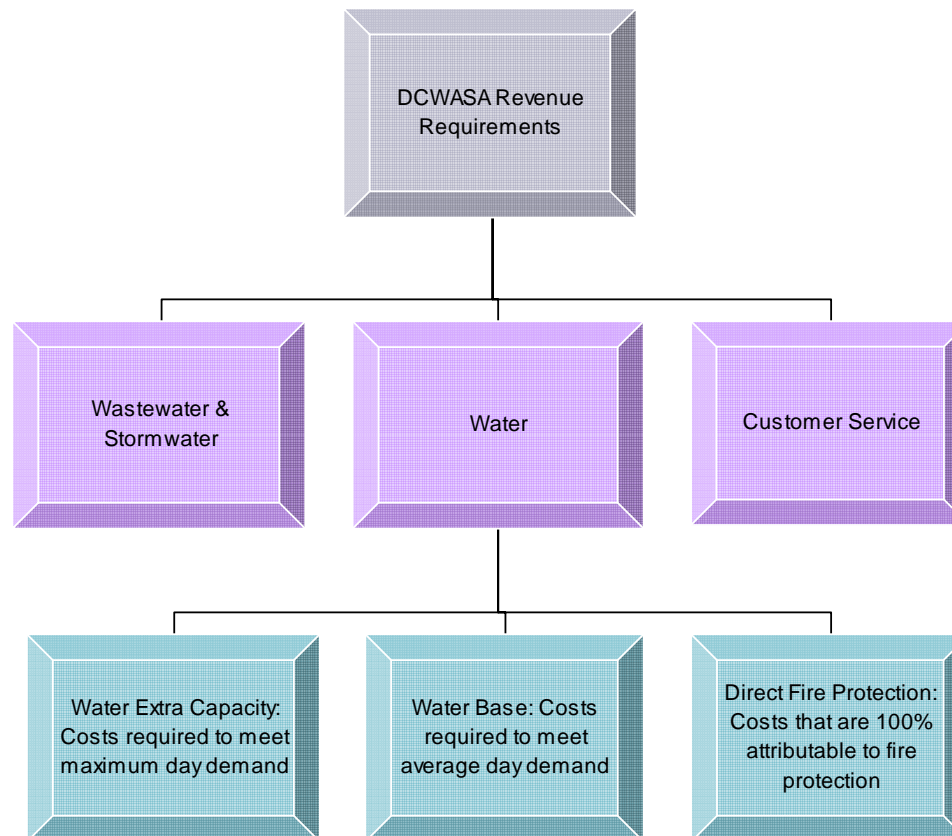 DCWASA Revenue
Requirements
Wastewater &
Stormwater
Water
Customer Service
Water Extra Capacity:
Costs required to meet
maximum day demand
Water Base: Costs
required to meet
average day demand
Direct Fire Protection:
Costs that are 100%
attributable to fire
protection